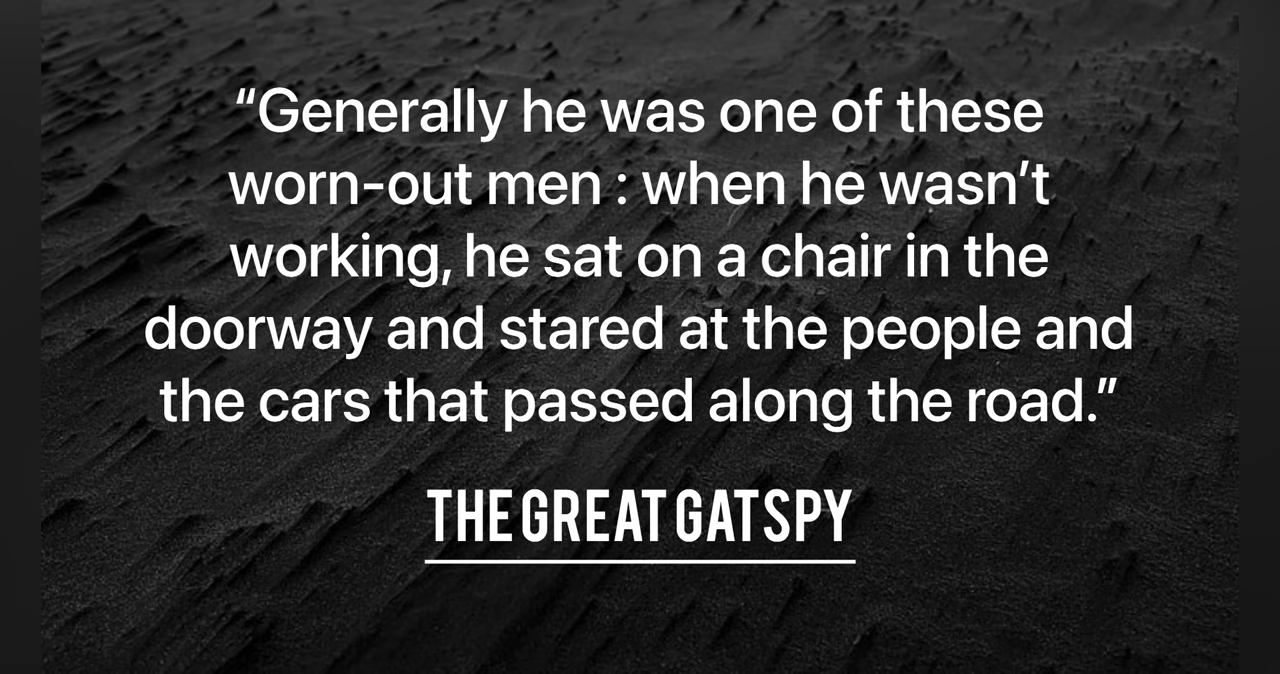 “Generally he was one of these
worn-out men : when he wasn’t
working, he sat on a chair in the
doorway and stared at the people and
the cars that passed along the road.”
THE GREAT GATSPY